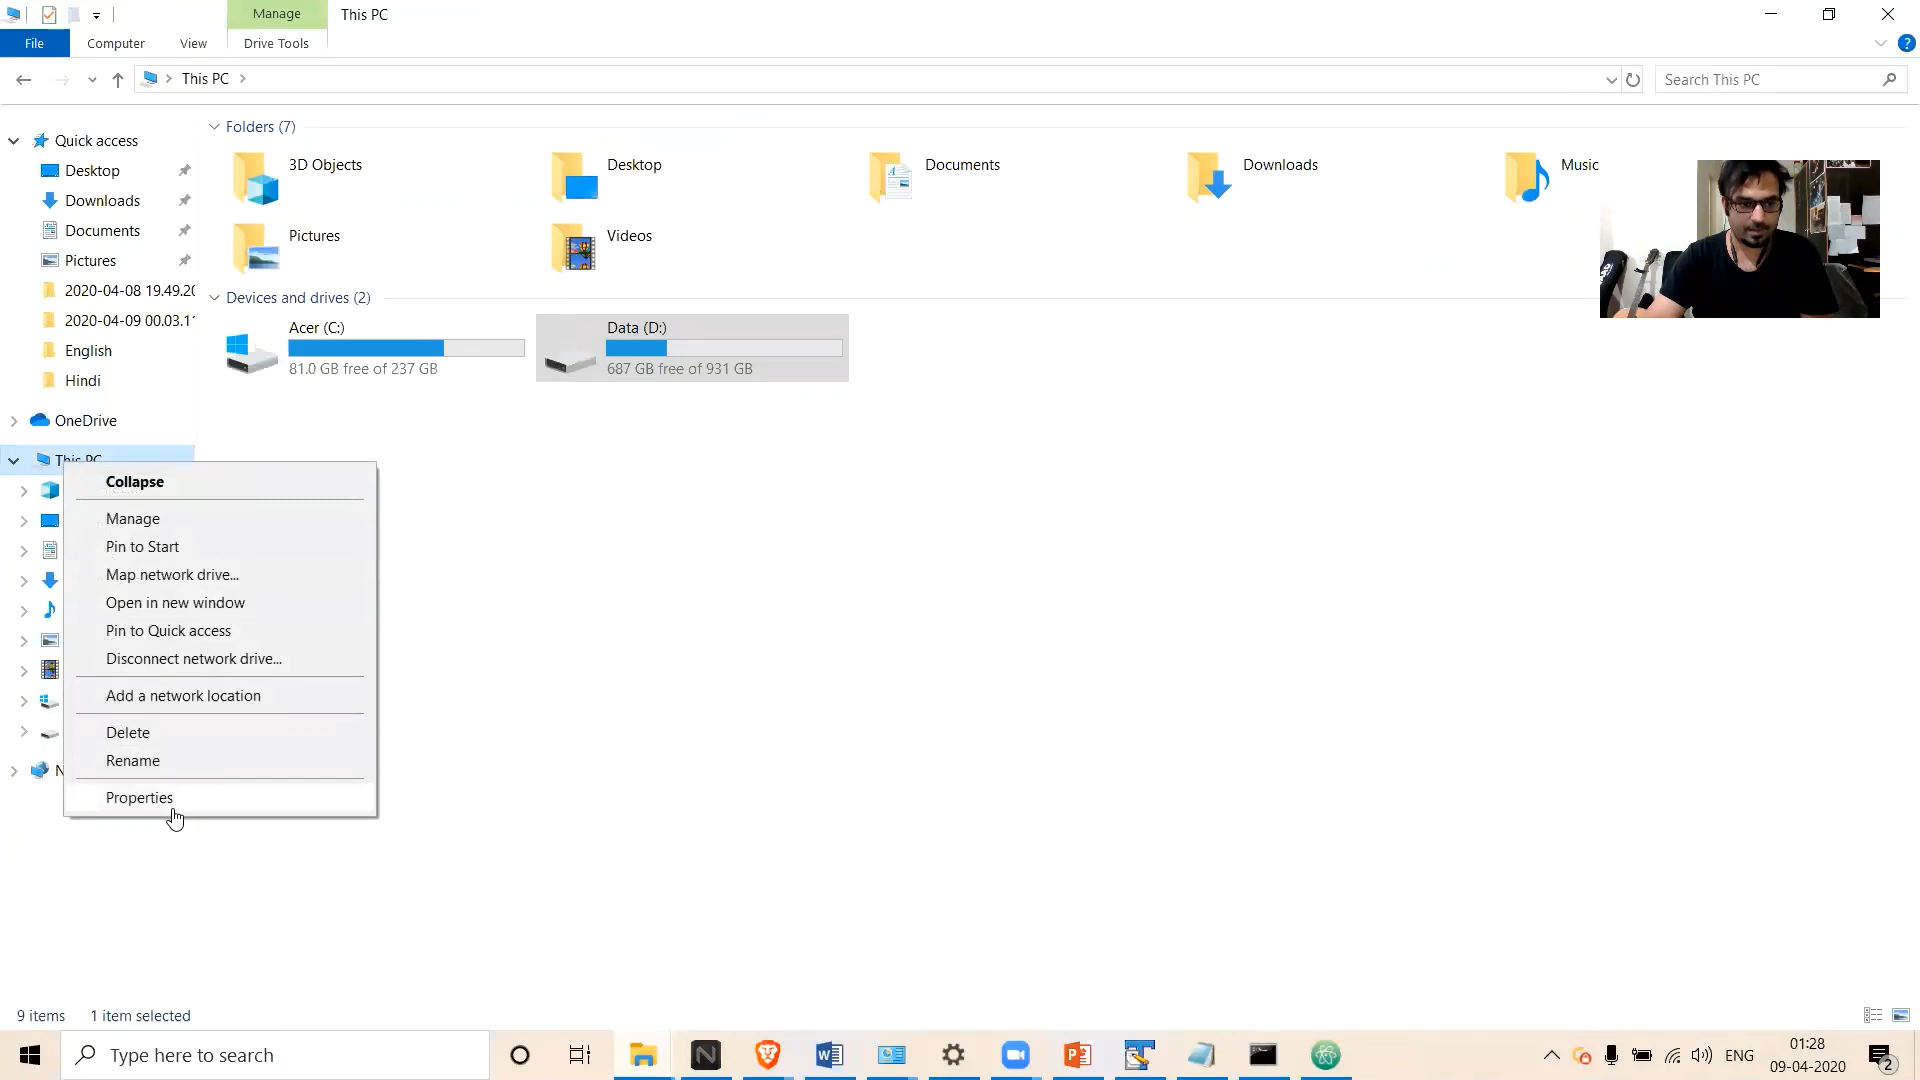 Manage
This PC
File
Computer
View
Drive Tools
This PC
Search This PC
Quick access
Desktop
Downloads
Documents
Pictures
2020-04-08 19.49.20
2020-04-09 00.03.11
English
Hindi
OneDrive
This PC
Folders (7)
3D Objects
Desktop
Documents
Downloads
Music
Pictures
Videos
Devices and drives (2)
Acer (C:)
81.0 GB free of 237 GB
Data (D:)
687 GB free of 931 GB
Collapse
Manage
Pin to Start
Map network drive...
Open in new window
Pin to Quick access
Disconnect network drive...
Add a network location
Delete
Rename
Properties
N
9 items
1 item selected
Type here to search
ENG
01:28
09-04-2020
2